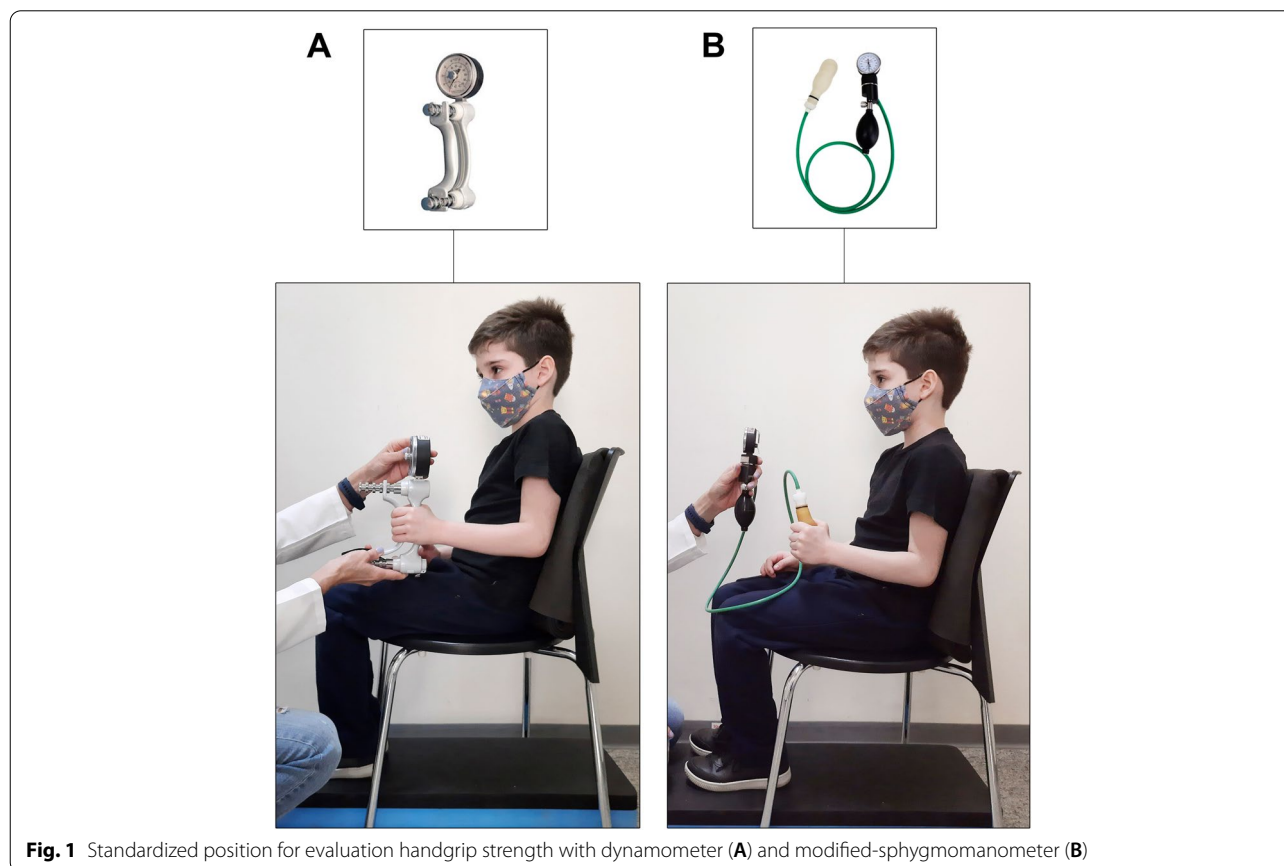 A
B
Fig. 1 Standardized position for evaluation handgrip strength with dynamometer (A) and modified-sphygmomanometer (B)